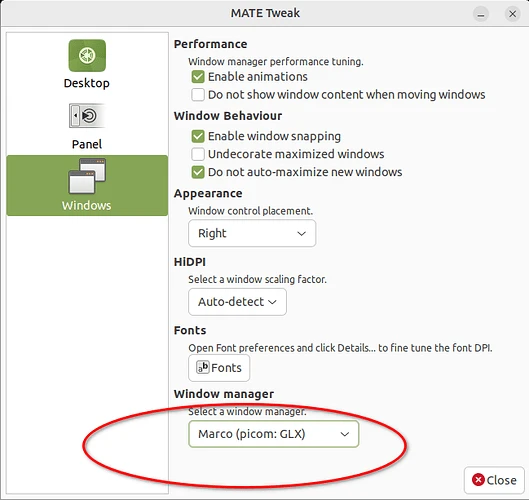 MATE Tweak
Desktop
Panel
Windows
Performance
Window manager performance tuning.
Enable animations
Do not show window content when moving windows
Window Behaviour
Enable window snapping
Undecorate maximized windows
Do not auto-maximize new windows
Appearance
Window control placement.
Right
HiDPI
Select a window scaling factor.
Auto-detect
Fonts
Open Font preferences and click Details... to fine tune the font DPI.
ab Fonts
Window manager
Select a window manager.
Marco (picom: GLX)
Close